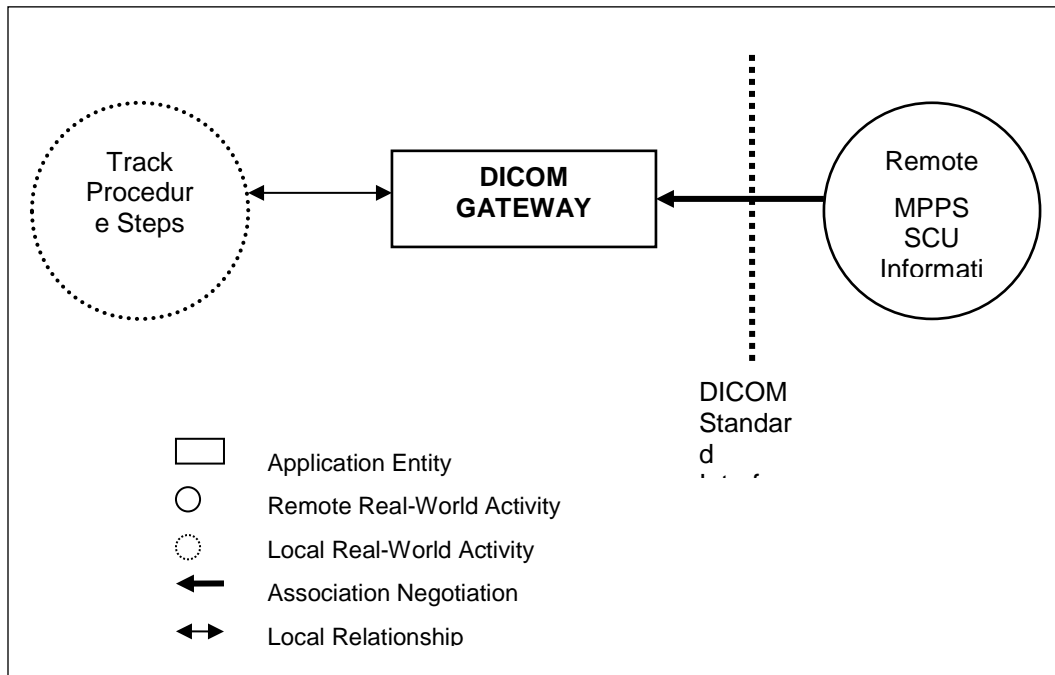 Track
Procedur
e Steps
DICOM
GATEWAY
Remote
MPPS
SCU
Informati
DICOM
Standar
d
Application Entity
Remote Real-World Activity
Local Real-World Activity
Association Negotiation
Local Relationship